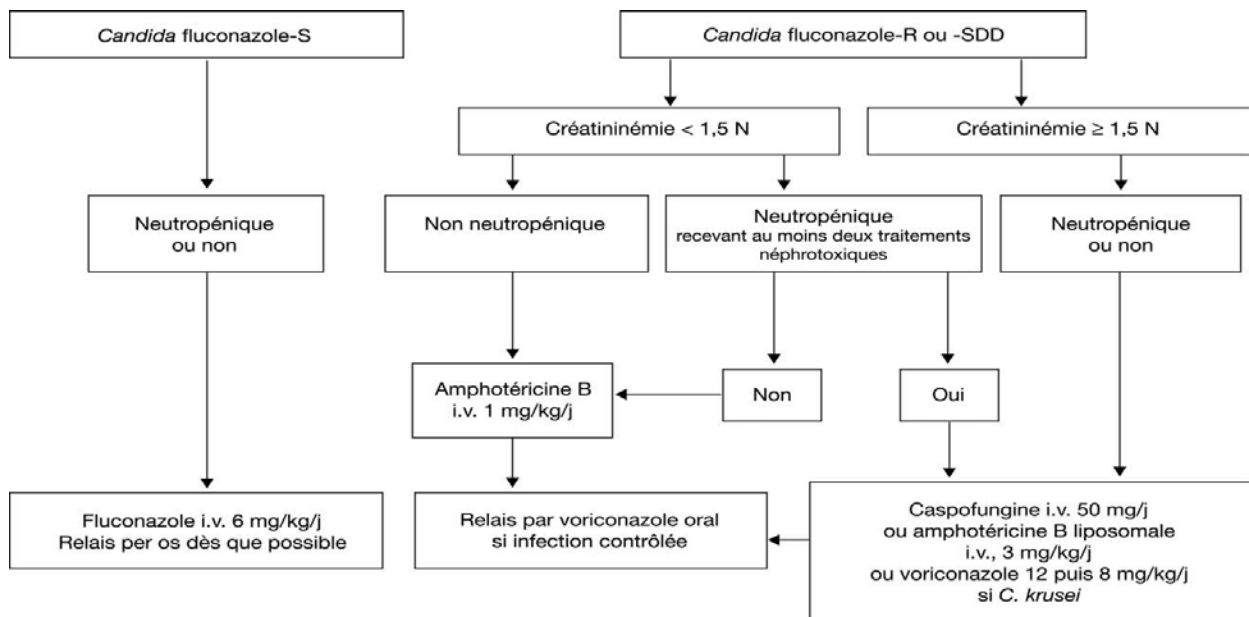 Candida fluconazole-S
Candida fluconazole-R ou -SDD
Créatininémie < 1,5 N
Créatininémie ≥ 1,5 N
Neutropénique
ou non
Non neutropénique
Neutropénique
recevant au moins deux traitements
néphrotoxiques
Neutropénique
ou non
Amphotéricine B
i.v. 1 mg/kg/j
Non
Oui
Fluconazole i.v. 6 mg/kg/j
Relais per os dès que possible
Relais par voriconazole oral
si infection contrôlée
Caspofungine i.v. 50 mg/j
ou amphotéricine B liposomale
i.v., 3 mg/kg/j
ou voriconazole 12 puis 8 mg/kg/j
si C. krusei